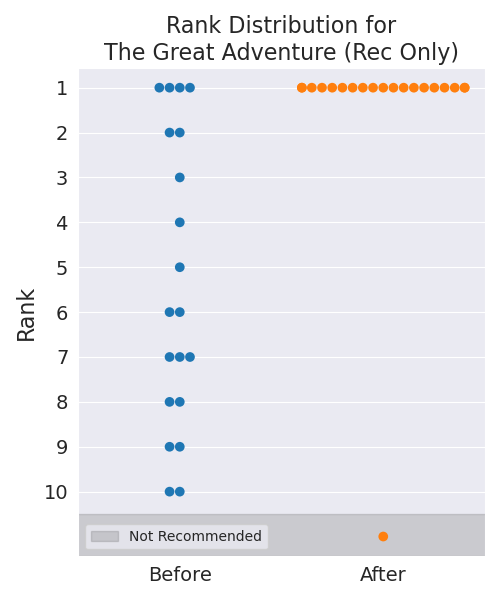 Rank Distribution for
The Great Adventure (Rec Only)
Rank
1
2
3
4
5
6
7
8
9
10
Not Recommended
Before
After